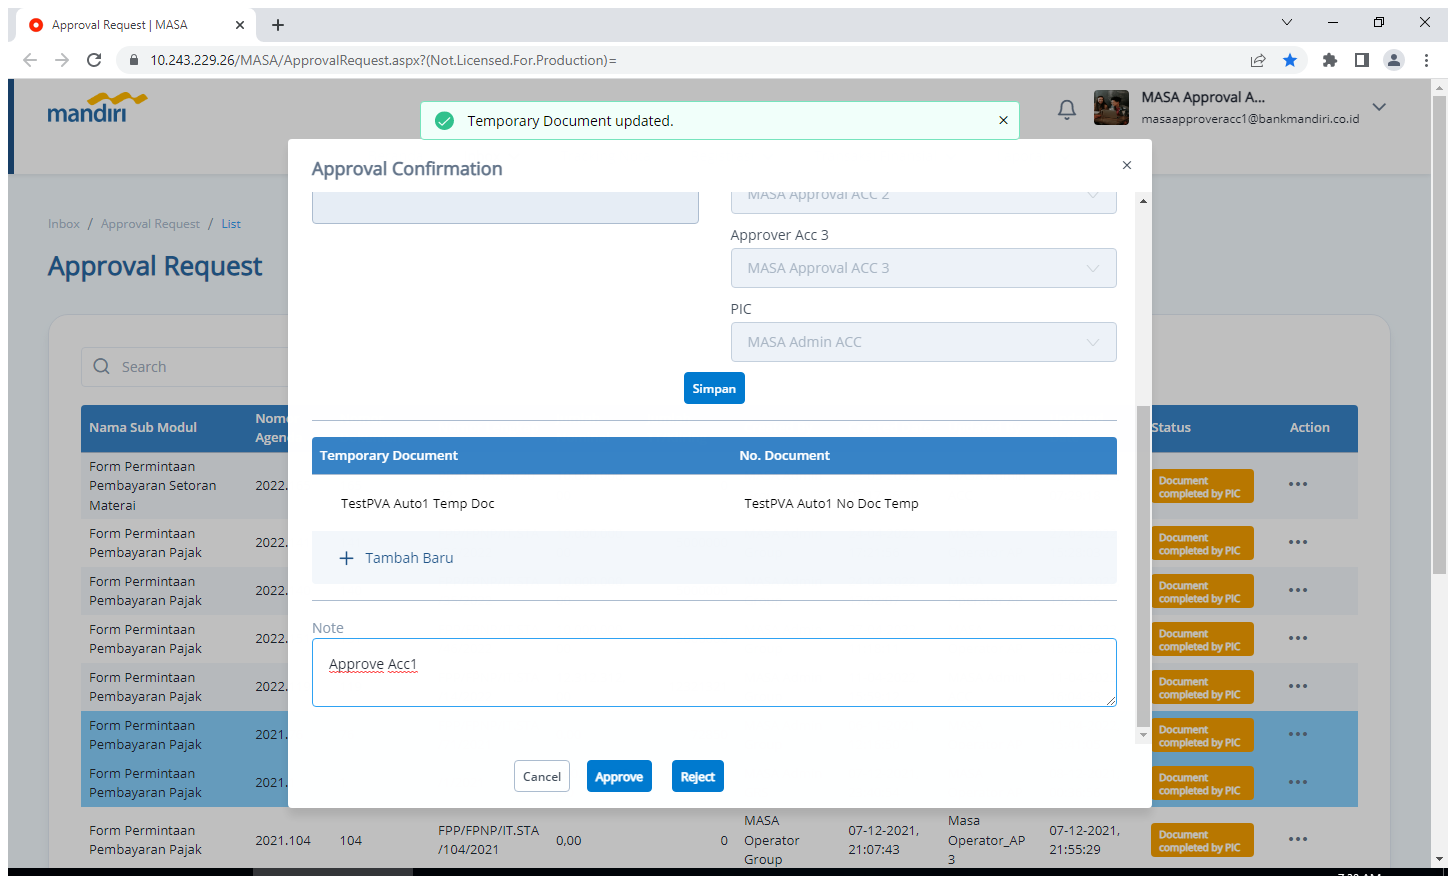 Approval Request | MASA
10.243.229.26/MASA/ApprovalRequest.aspx?(Not.Licensed.For.Production)=
mandiri
Temporary Document updated.
MASA Approval A...
masaapproveracc1@bankmandiri.co.id
Inbox / Approval Request / List
Approval Request
Search
Approval Confirmation
MASA Approval ACC 2
Approver Acc 3
MASA Approval ACC 3
PIC
MASA Admin ACC
Simpan
Temporary Document No. Document
TestPVA Auto1 Temp Doc TestPVA Auto1 No Doc Temp
Tambah Baru
Note
Approve Acc1
Cancel Approve Reject
Nama Sub Modul Status Action
Form Permintaan
Pembayaran Setoran
Materai
2022.
Document
completed by PIC
Form Permintaan
Pembayaran Pajak
2022.
Document
completed by PIC
Form Permintaan
Pembayaran Pajak
2022.
Document
completed by PIC
Form Permintaan
Pembayaran Pajak
2022.
Document
completed by PIC
Form Permintaan
Pembayaran Pajak
2022.
Document
completed by PIC
Form Permintaan
Pembayaran Pajak
2021.
Document
completed by PIC
Form Permintaan
Pembayaran Pajak
2021.
Document
completed by PIC
Form Permintaan
Pembayaran Pajak
2021.104
104
FPP/FPNP/IT.STA
/104/2021
0,00
0
MASA
Operator
Group
07-12-2021,
21:07:43
Masa
Operator_AP
3
07-12-2021,
21:55:29
Document
completed by PIC